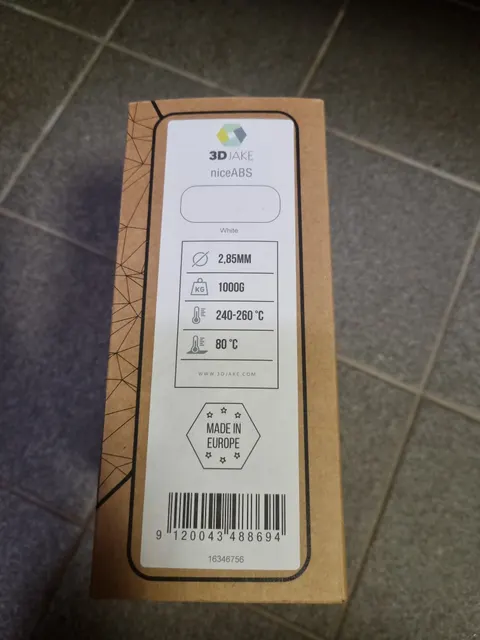 3DJAKE
niceABS
White
2,85MM
KG 1000G
240-260 °C
80 °C
WWW.3DJAKE.COM
MADE IN
EUROPE
9 120043 488694
16346756